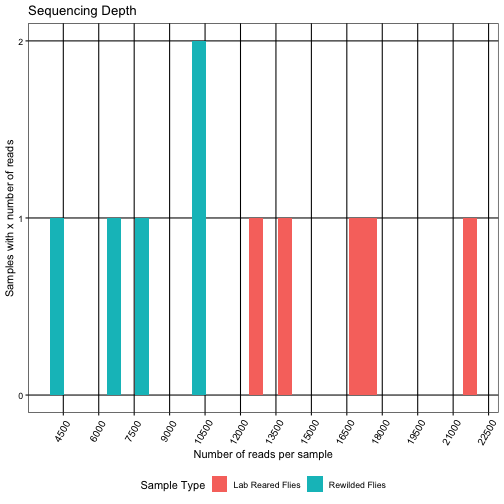 Sequencing Depth
Samples with x number of reads
2
1
0
4500 6000 7500 9000 10500 12000 13500 15000 16500 18000 19500 21000 22500
Number of reads per sample
Sample Type Lab Reared Flies Rewilded Flies